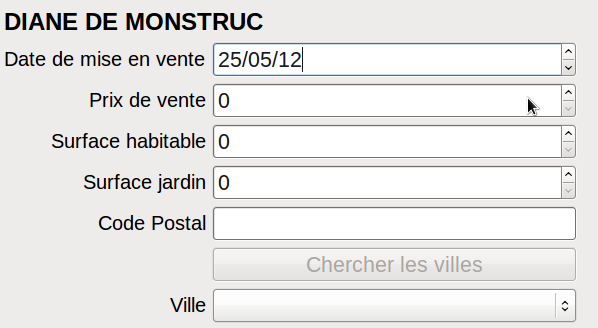 DIANE DE MONSTRUC
Date de mise en vente 25/05/12
Prix de vente 0
Surface habitable 0
Surface jardin 0
Code Postal
Chercher les villes
Ville